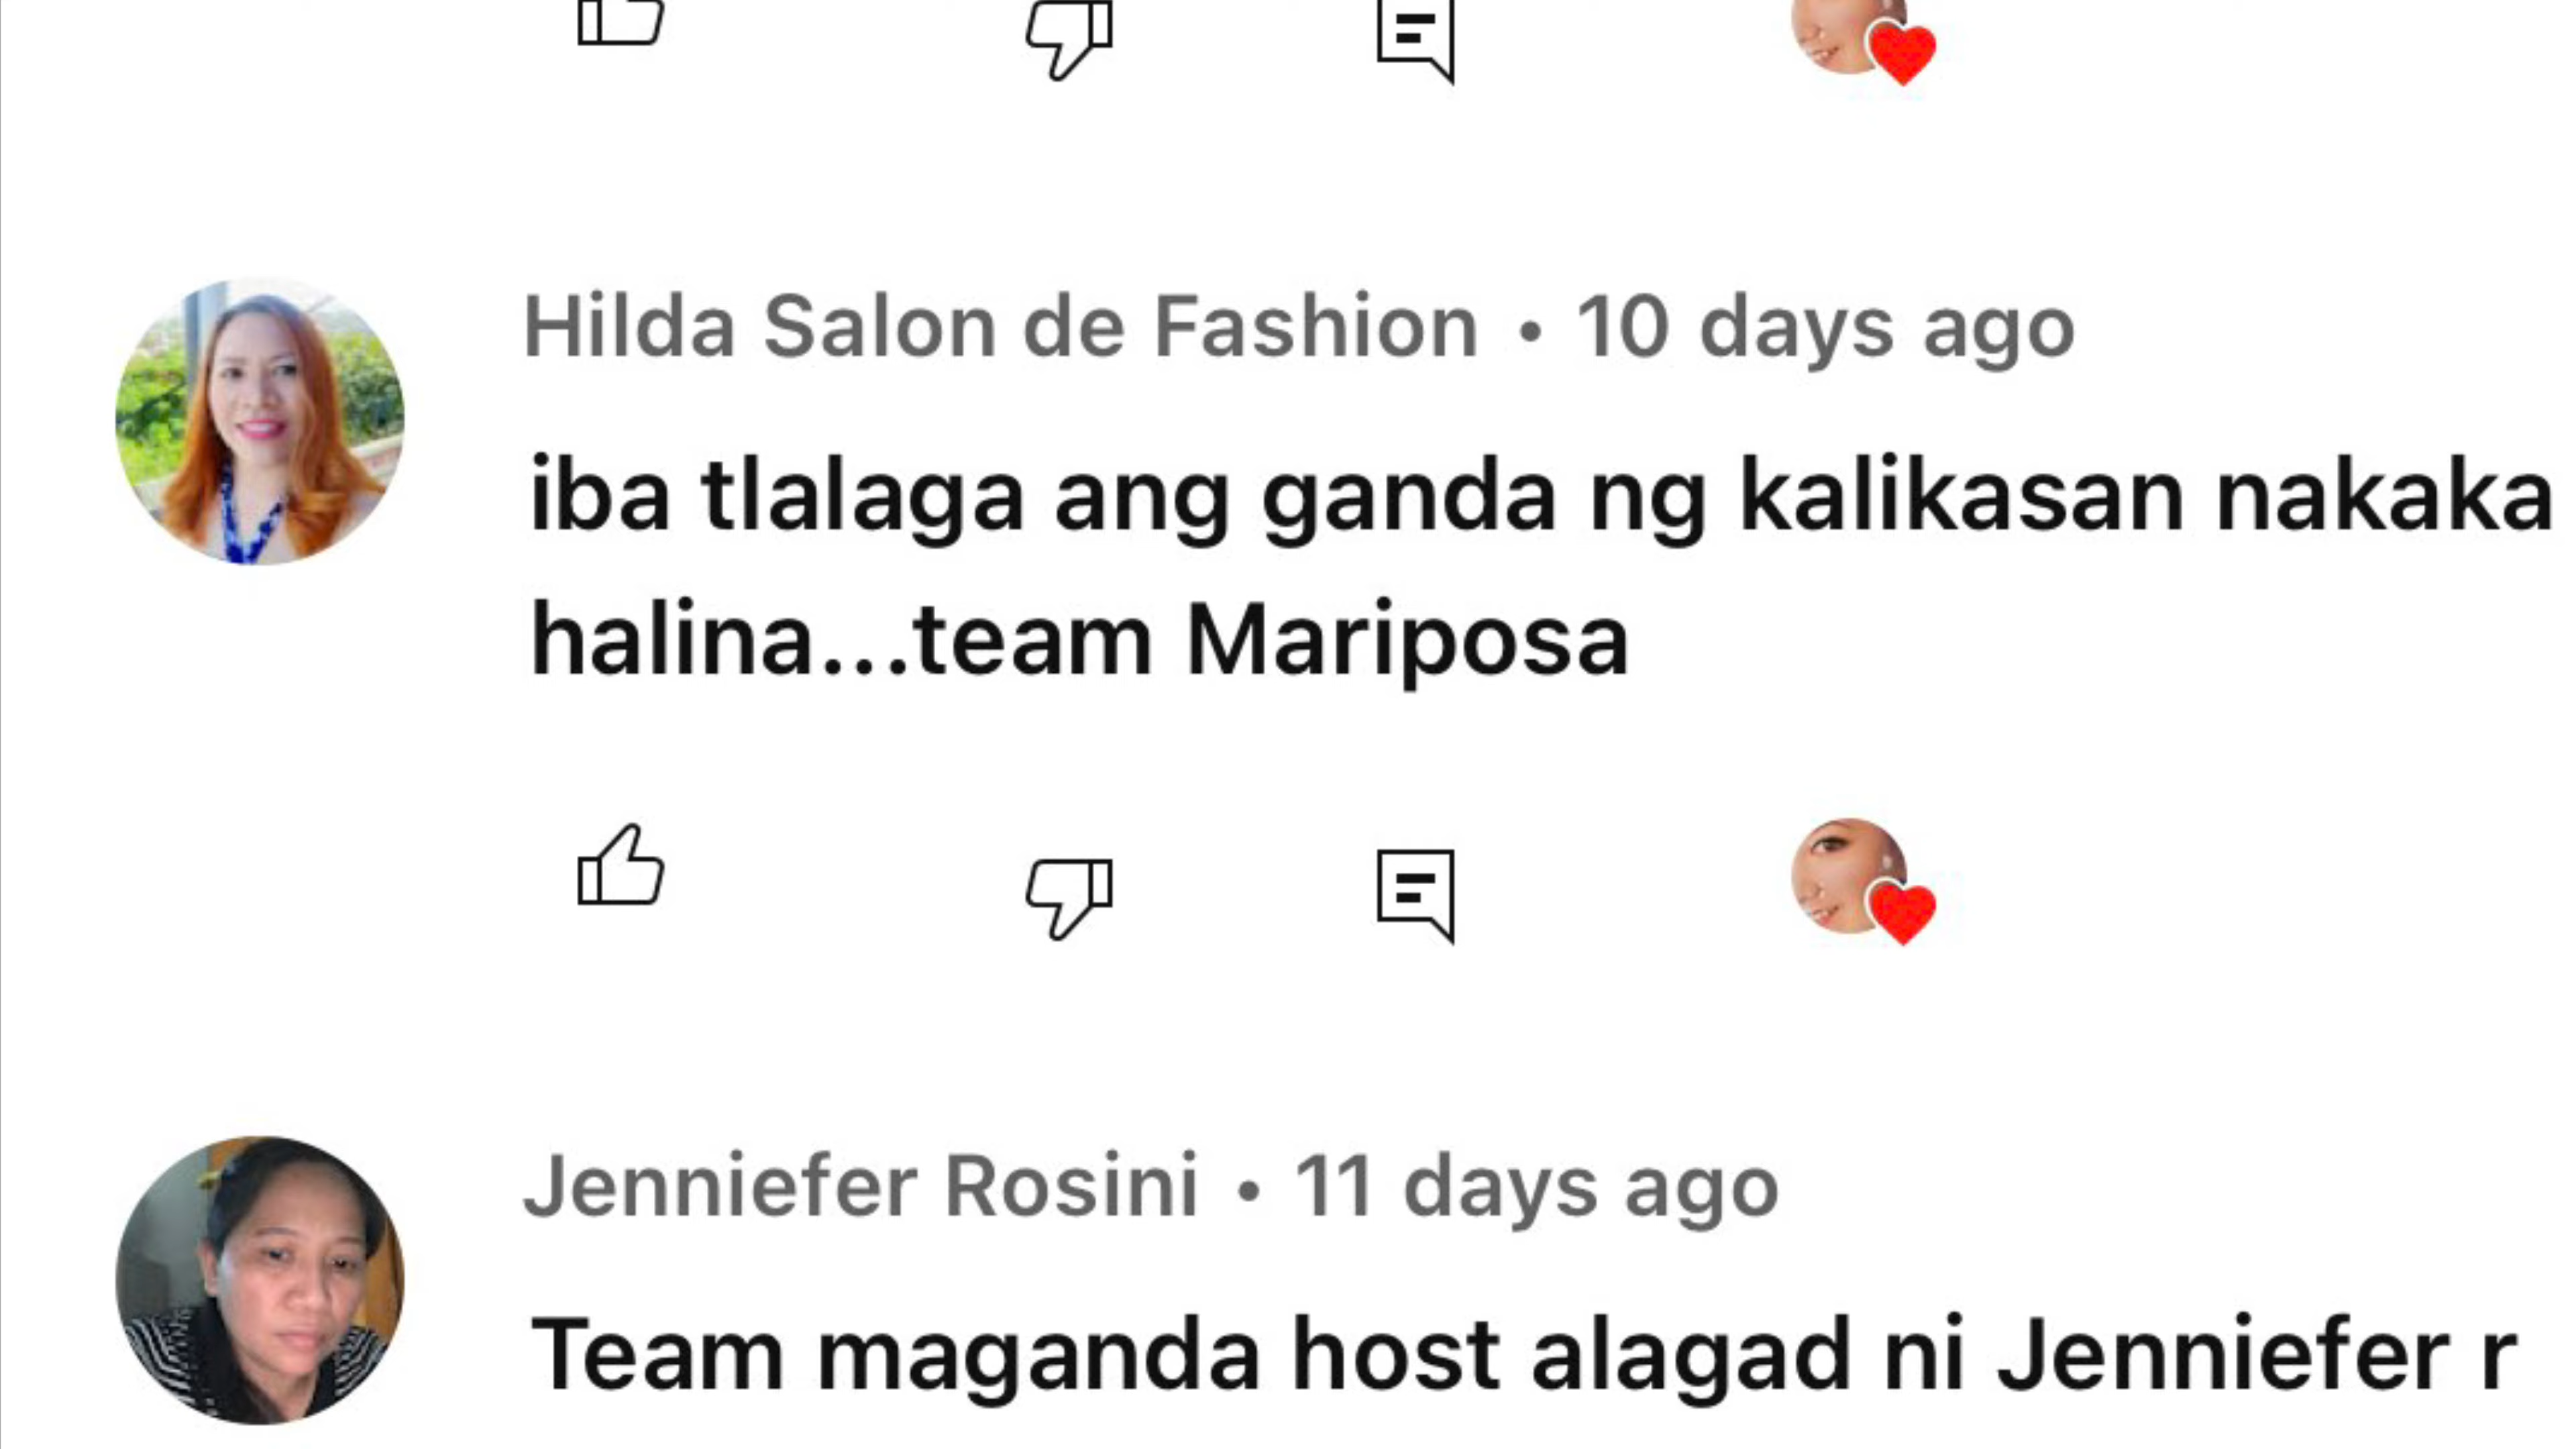 Hilda Salon de Fashion • 10 days ago
iba tlalaga ang ganda ng kalikasan nakaka
halina...team Mariposa
Jenniefer Rosini • 11 days ago
Team maganda host alagad ni Jenniefer r